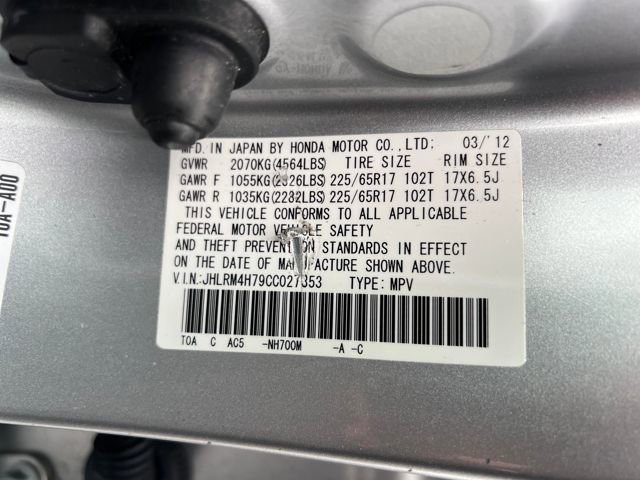 MFD. IN JAPAN BY HONDA MOTOR CO.,LTD: 03/'12
GVWR 2070KG(4564LBS) TIRE SIZE RIM SIZE
GAWR F 1055KG(2326LBS) 225/65R17 102T 17X6.5J
GAWR R 1035KG(2282LBS) 225/65R17 102T 17X6.5J
THIS VEHICLE CONFORMS TO ALL APPLICABLE
FEDERAL MOTOR VEHICLE SAFETY
AND THEFT PREVENTION STANDARDS IN EFFECT
ON THE DATE OF MANUFACTURE SHOWN ABOVE.
V.I.N:JHLRM4H79CC027353 TYPE: MPV
TOA C AC5 -NH700M -A -C